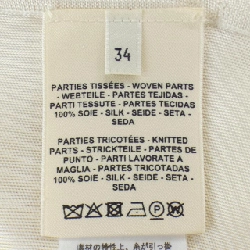 34
PARTIES TISSÉES - WOVEN PARTS
- WEBTEILE - PARTES TEJIDAS -
PARTI TESSUTE - PARTES TECIDAS
100% SOIE - SILK - SEIDE - SETA -
SEDA
PARTIES TRICOTÉES - KNITTED
PARTS - STRICKTEILE - PARTES DE
PUNTO - PARTI LAVORATE A
MAGLIA - PARTES TRICOTADAS
100% SOIE - SILK - SEIDE - SETA -
SEDA